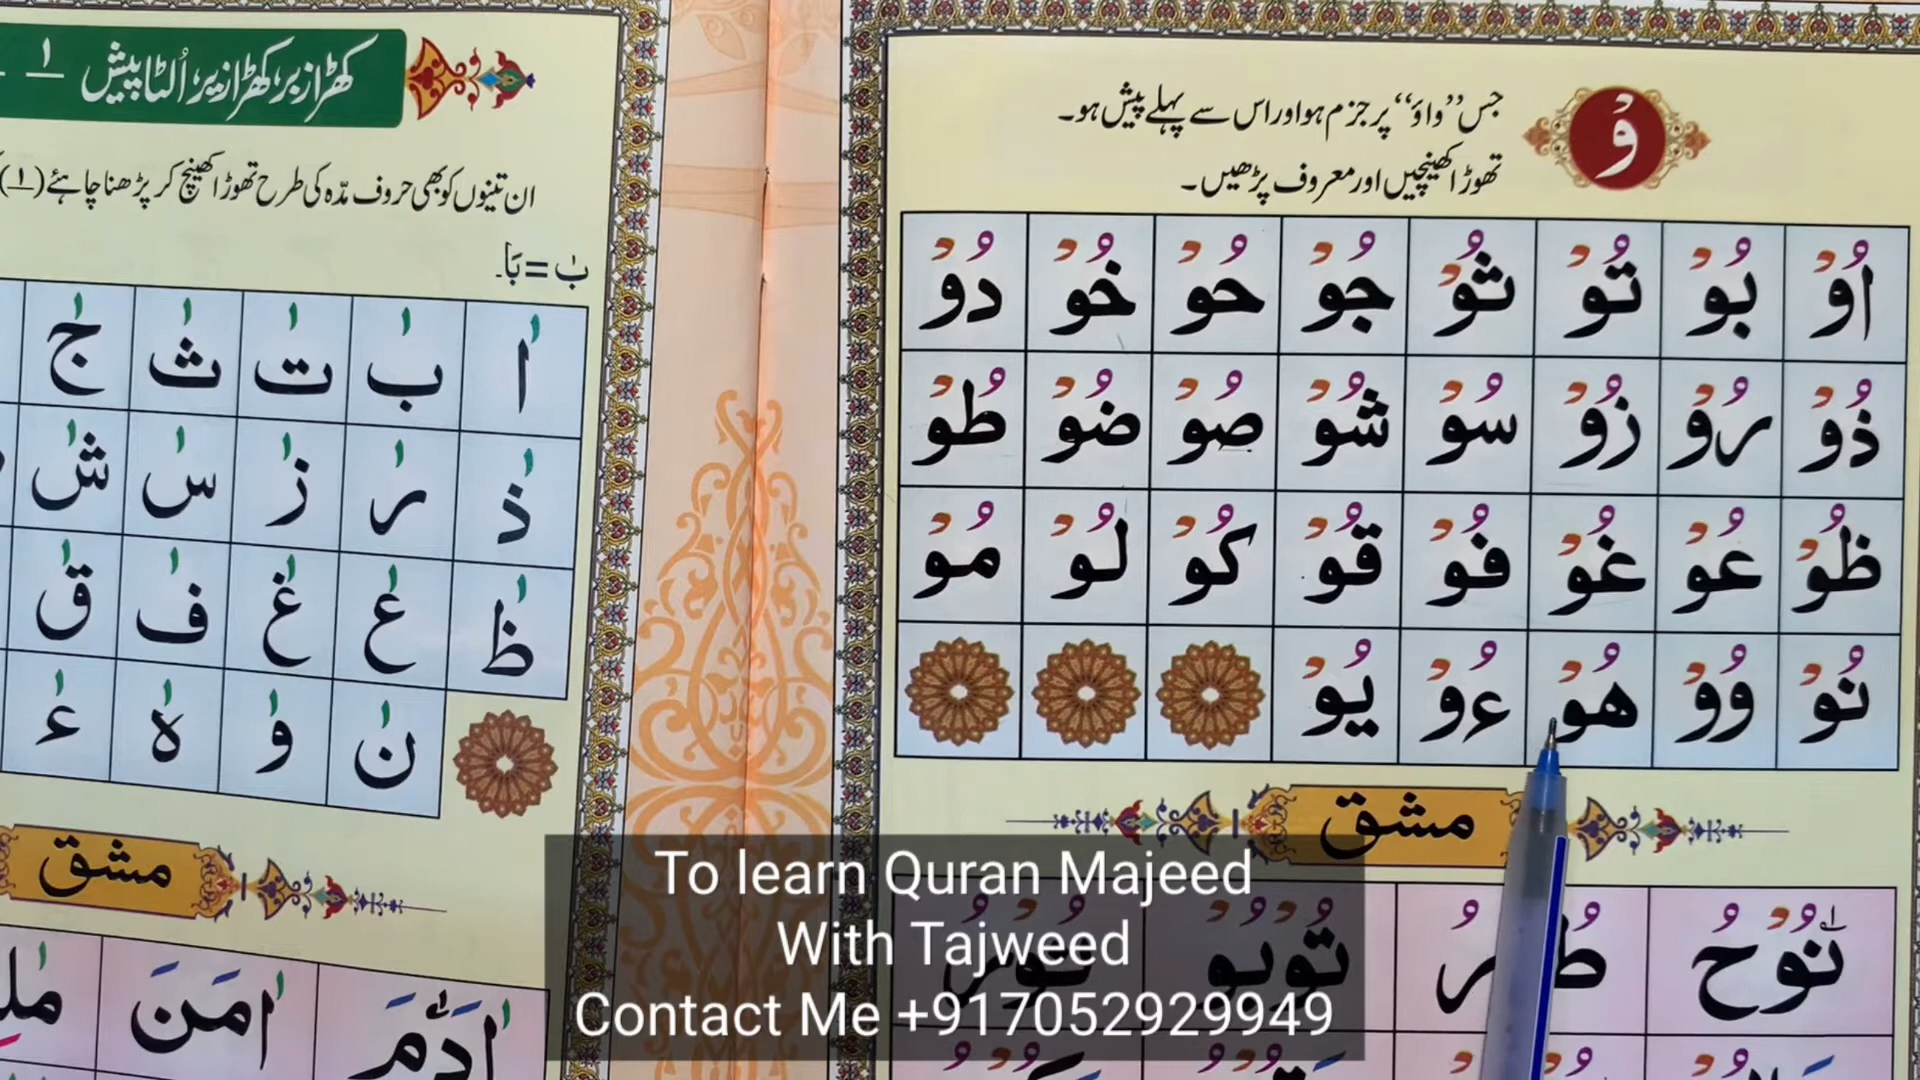 وْ
جس ’’واؤ‘‘ پر جزم ہو اور اس سے پہلے پیش ہو۔
تھوڑا کھینچیں اور معروف پڑھیں۔
اُوْ بُوْ تُوْ ثُوْ جُوْ حُوْ خُوْ دُوْ
ذُوْ رُوْ زُوْ سُوْ شُوْ صُوْ ضُوْ طُوْ
ظُوْ عُوْ غُوْ فُوْ قُوْ كُوْ لُوْ مُوْ
نُوْ وُوْ هُوْ ءُوْ يُوْ
مشق
نُوْحُ
تُوْبُوْ
کھڑا زبر، کھڑا زیر، اُلٹا پیش
ان تینوں کو بھی حروف مدّہ کی طرح تھوڑا کھینچ کر پڑھنا چاہئے
بٰ = بَا۔
اٰ بٰ تٰ ثٰ جٰ
ذٰ رٰ زٰ سٰ شٰ
ظٰ عٰ غٰ فٰ قٰ
نٰ وٰ هٰ ءٰ
مشق
اٰدَمَ اٰمَنَ
To learn Quran Majeed
With Tajweed
Contact Me +917052929949